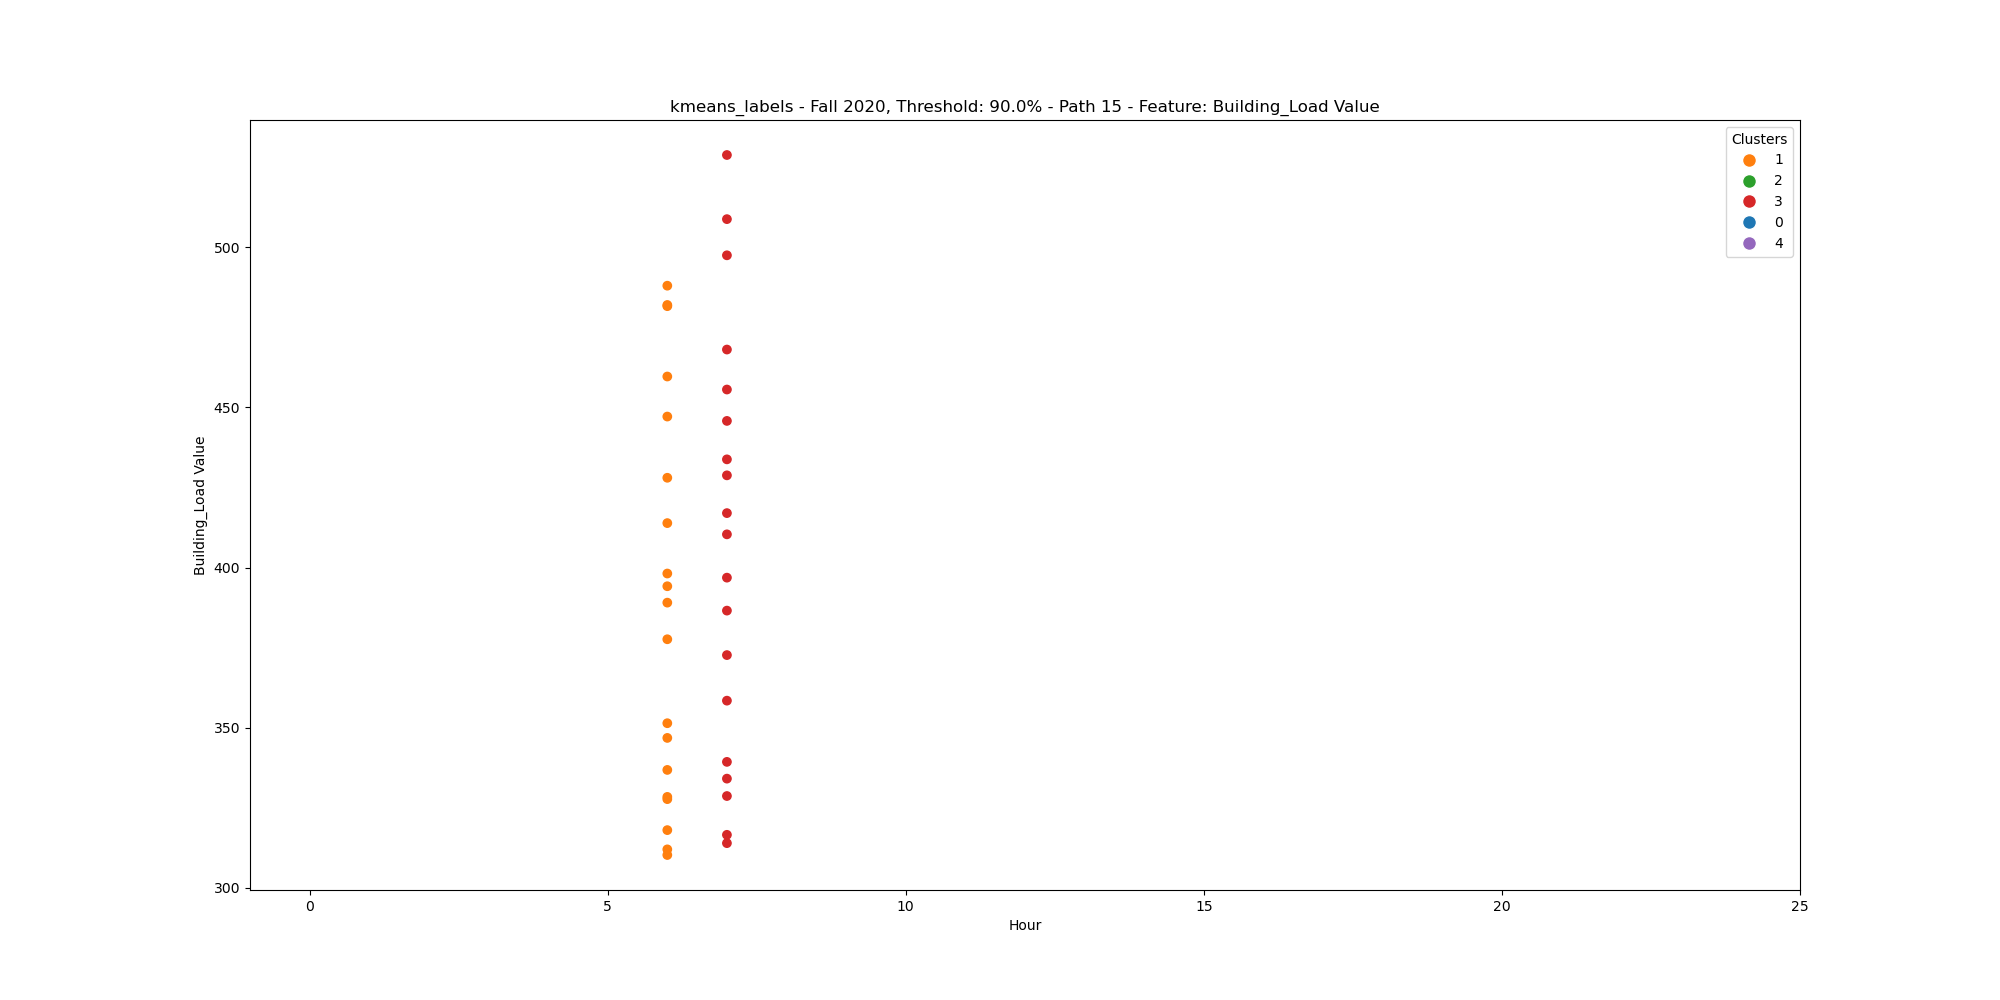 kmeans_labels - Fall 2020, Threshold: 90.0% - Path 15 - Feature: Building_Load Value
Clusters
1
2
3
0
4
Building_Load Value
500
450
400
350
300
0 5 10 15 20 25
Hour